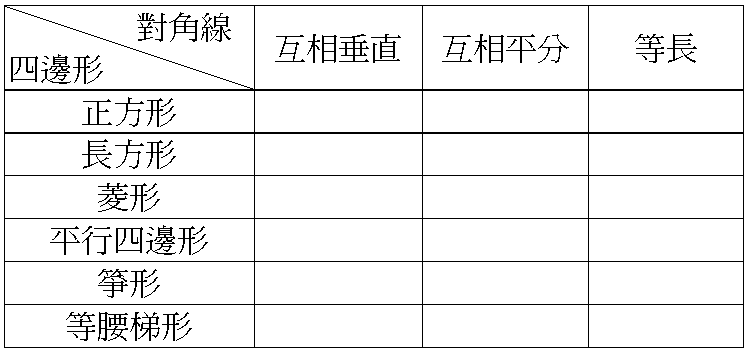 對角線
四邊形
互相垂直 互相平分 等長
正方形
長方形
菱形
平行四邊形
箏形
等腰梯形